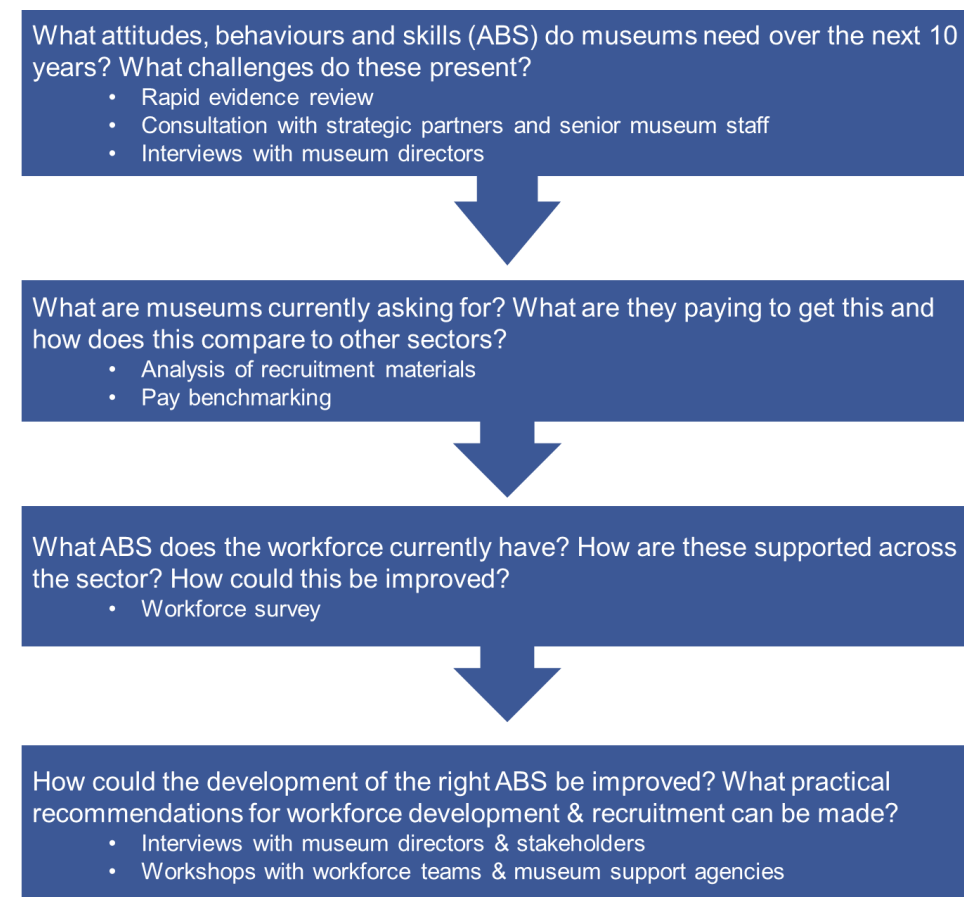 What attitudes, behaviours and skills (ABS) do museums need over the next 10
years? What challenges do these present?
• Rapid evidence review
• Consultation with strategic partners and senior museum staff
• Interviews with museum directors
What are museums currently asking for? What are they paying to get this and
how does this compare to other sectors?
• Analysis of recruitment materials
• Pay benchmarking
What ABS does the workforce currently have? How are these supported across
the sector? How could this be improved?
• Workforce survey
How could the development of the right ABS be improved? What practical
recommendations for workforce development & recruitment can be made?
• Interviews with museum directors & stakeholders
• Workshops with workforce teams & museum support agencies